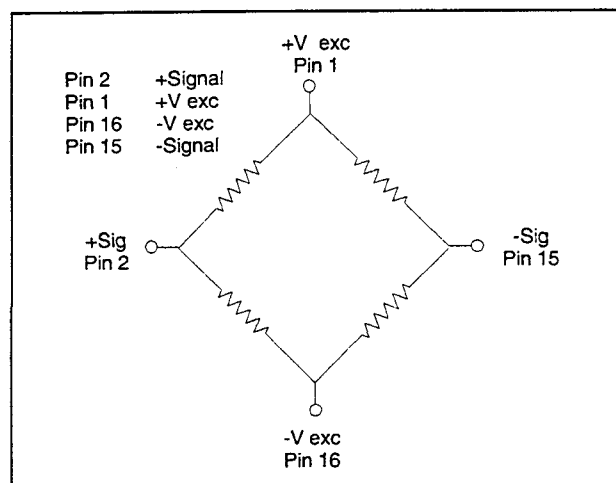 +V exc
Pin 1
Pin 2 +Signal
Pin 1 +V exc
Pin 16 -V exc
Pin 15 -Signal
+Sig
Pin 2
-Sig
Pin 15
-V exc
Pin 16